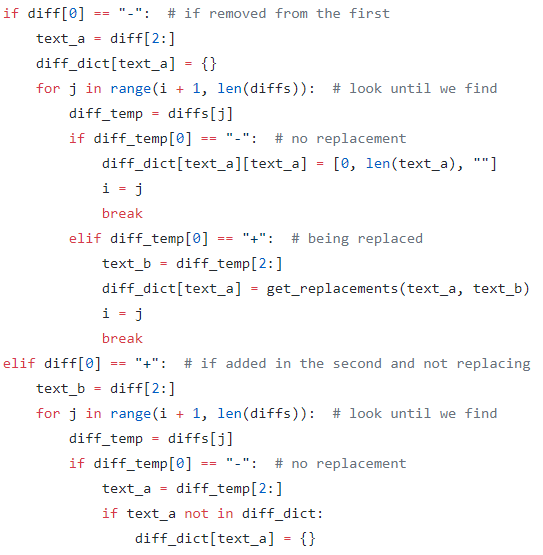 if diff[0] == "-":  # if removed from the first
    text_a = diff[2:]
    diff_dict[text_a] = {}
    for j in range(i + 1, len(diffs)):  # look until we find
        diff_temp = diffs[j]
        if diff_temp[0] == "-":  # no replacement
            diff_dict[text_a][text_a] = [0, len(text_a), ""]
            i = j
            break
        elif diff_temp[0] == "+":  # being replaced
            text_b = diff_temp[2:]
            diff_dict[text_a] = get_replacements(text_a, text_b)
            i = j
            break
elif diff[0] == "+":  # if added in the second and not replacing
    text_b = diff[2:]
    for j in range(i + 1, len(diffs)):  # look until we find
        diff_temp = diffs[j]
        if diff_temp[0] == "-":  # no replacement
            text_a = diff_temp[2:]
            if text_a not in diff_dict:
                diff_dict[text_a] = {}